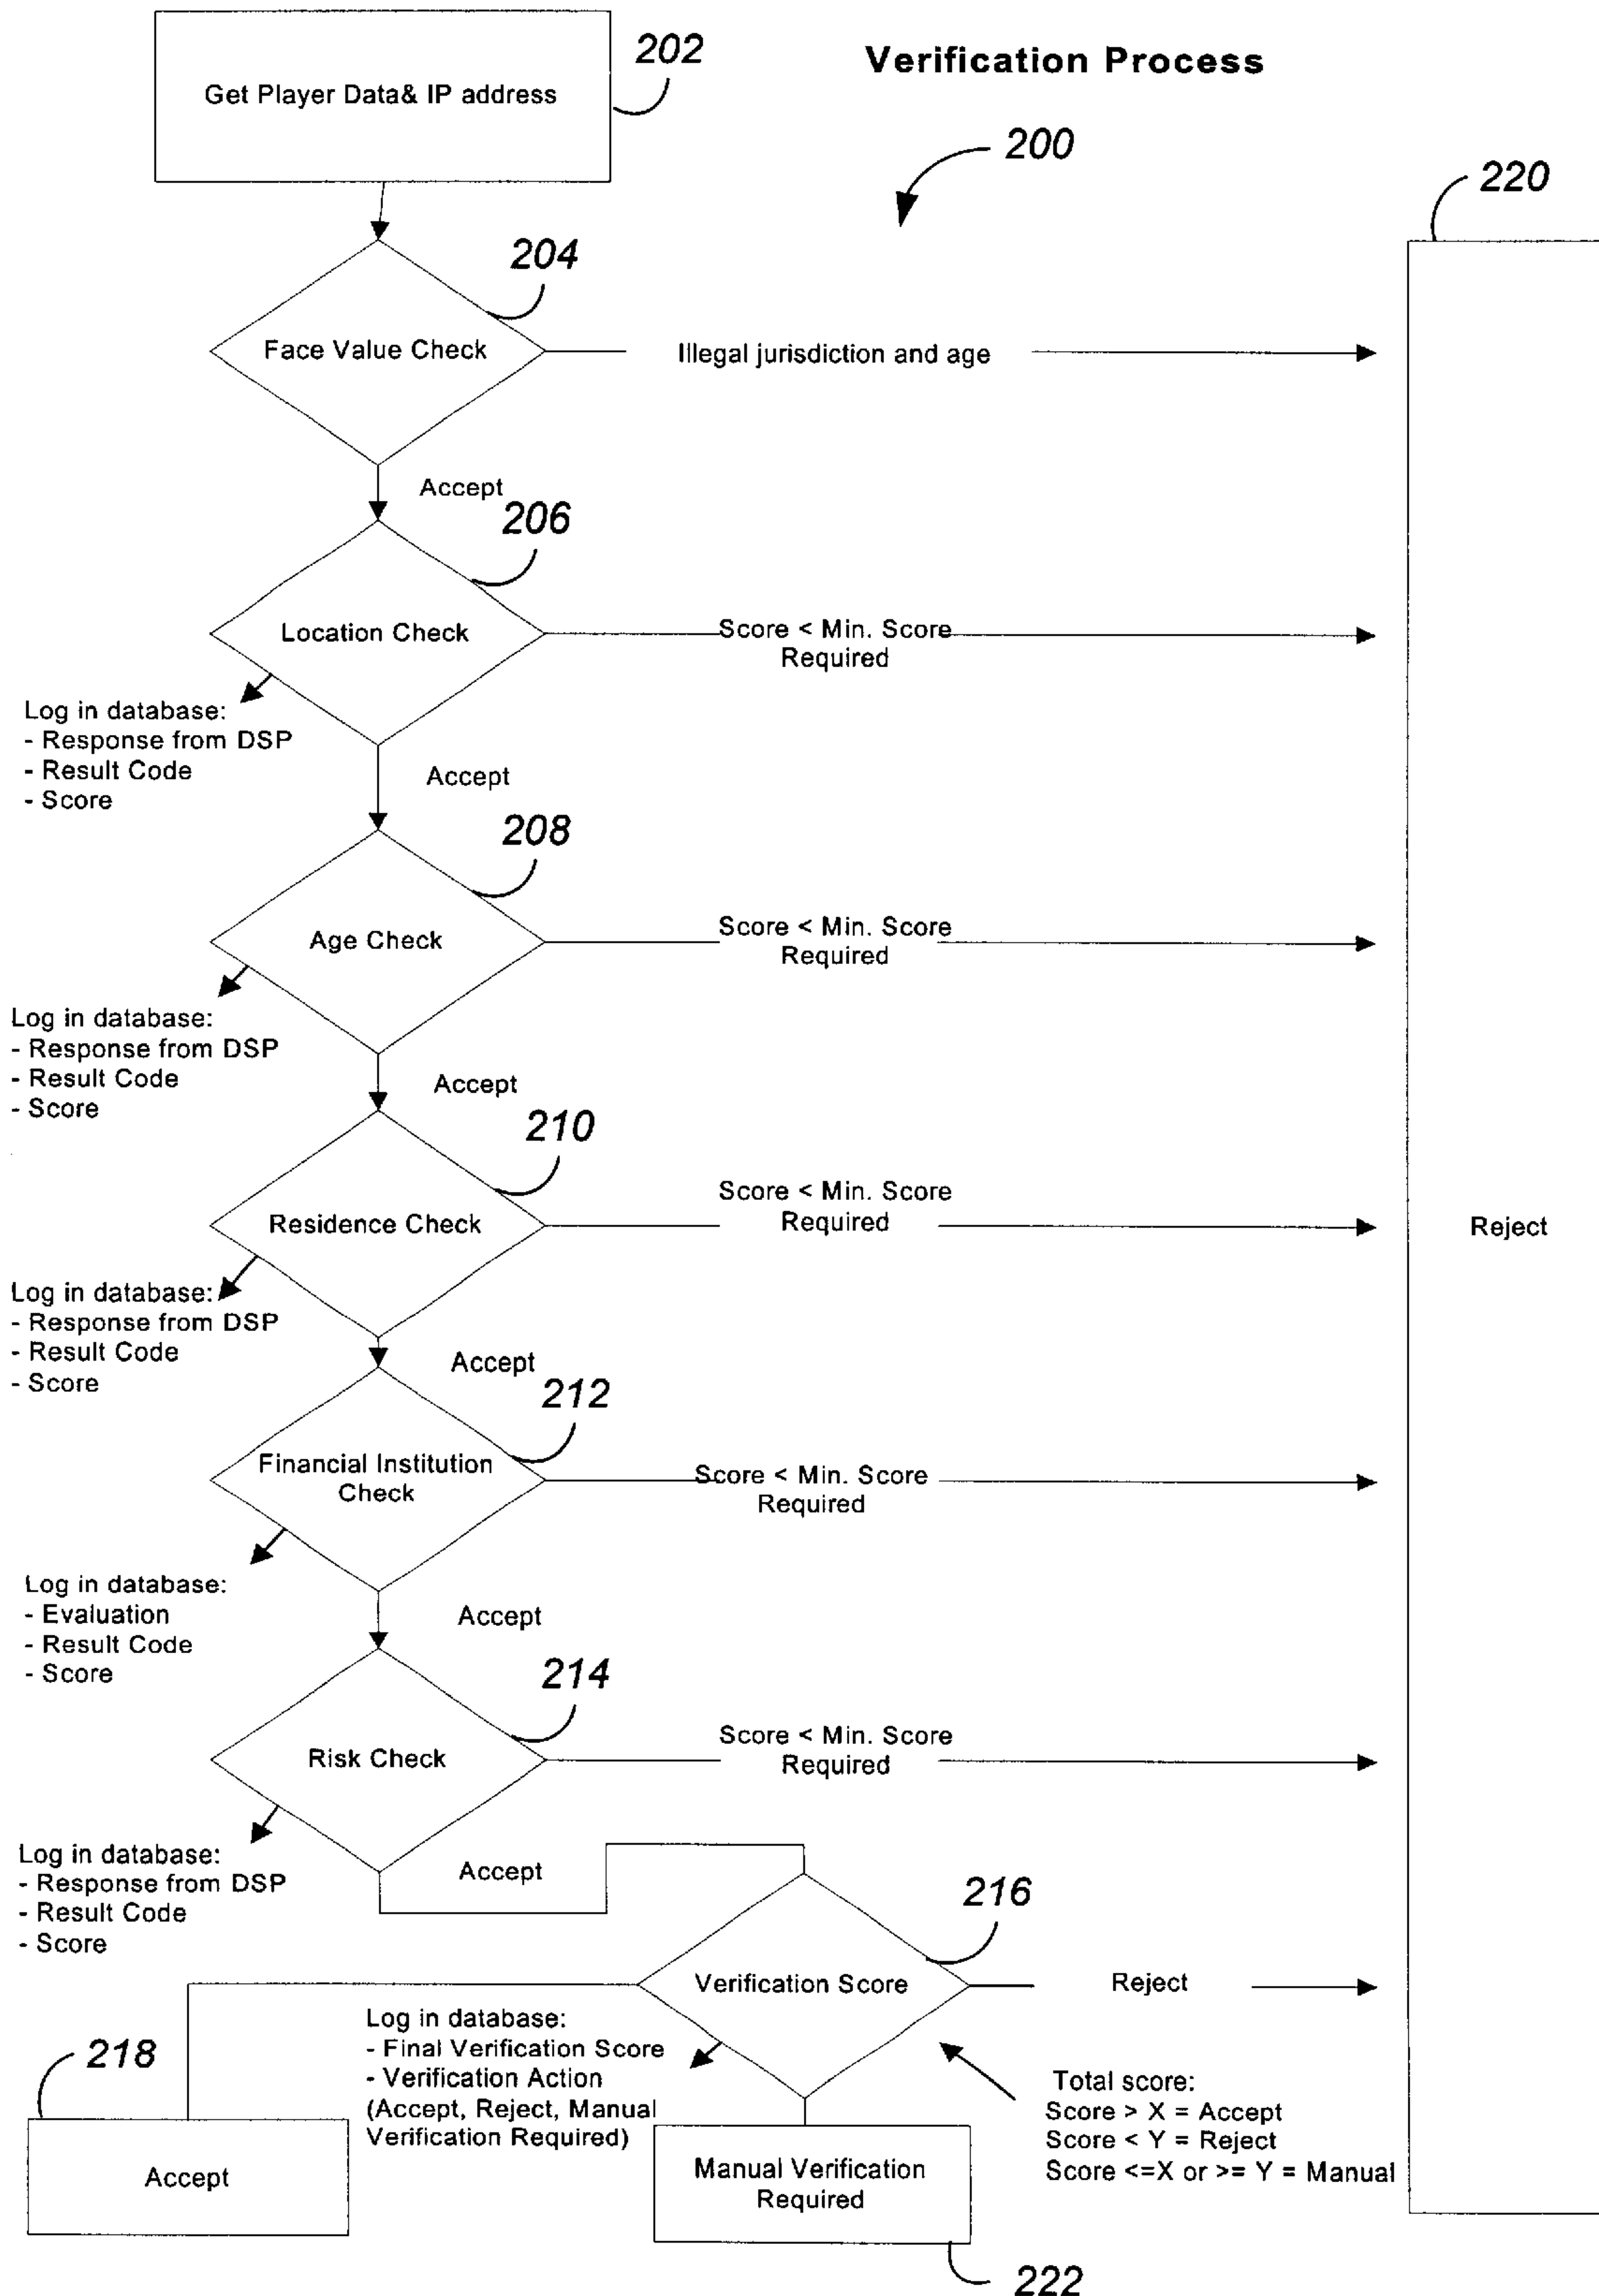 202
Verification Process
Get Player Data& IP address
200
220
204
Face Value Check
Illegal jurisdiction and age
Accept
206
Location Check
Score < Min. Score
Required
Log in database:
- Response from DSP
- Result Code
- Score
Accept
208
Age Check
Score < Min. Score
Required
Log in database:
- Response from DSP
- Result Code
- Score
Accept
210
Residence Check
Score < Min. Score
Required
Reject
Log in database:
- Response from DSP
- Result Code
- Score
Accept
212
Financial Institution
Check
Score < Min. Score
Required
Log in database:
- Evaluation
- Result Code
- Score
Accept
214
Risk Check
Score < Min. Score
Required
Log in database:
- Response from DSP
- Result Code
- Score
Accept
216
Verification Score
Reject
Log in database:
- Final Verification Score
- Verification Action
(Accept, Reject, Manual
Verification Required)
Total score:
Score > X = Accept
Score < Y = Reject
Score <=X or >= Y = Manual
218
Accept
Manual Verification
Required
222